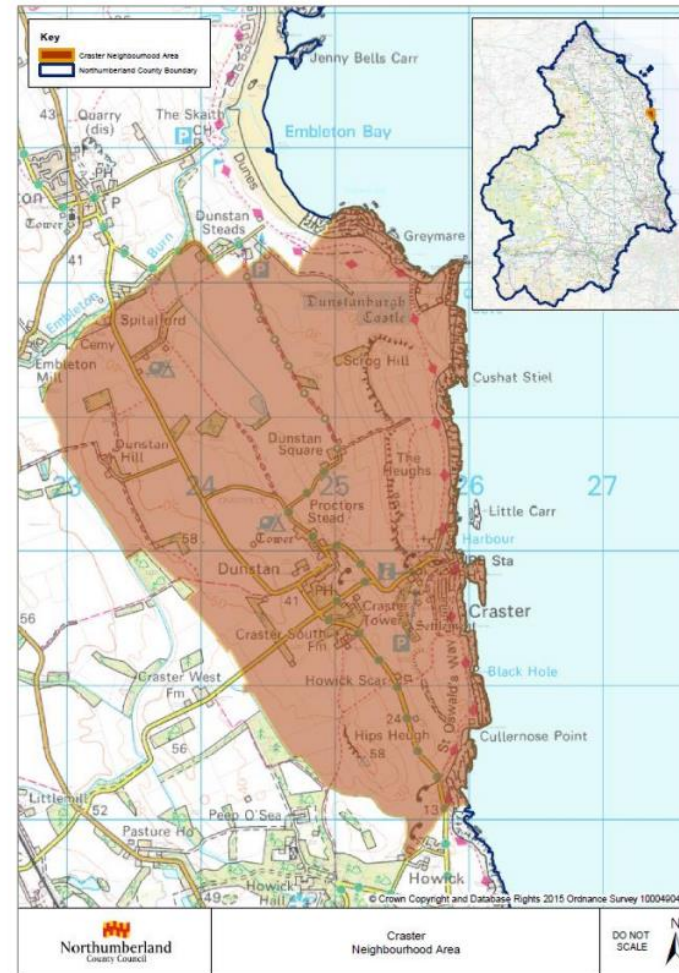 Key
Craster Neighbourhood Area
Northumberland County Boundary
Jenny Bells Carr
43
Quarry
(dis)
The Skaith
CH
P
Embleton Bay
PH
P
Tower
Dunes
Dunstan
Steads
P
41
Burn
Greymare
Embleton
Spitalford
Cemy
Embleton
Mill
Dunstanburgh
Castle
Scrog Hill
Cushat Stiel
Dunstan
Hill
Dunstan
Square
The
Heughs
23
24
25
26
27
Proctors
Stead
Little Carr
58
Tower
Harbour
Sta
Dunstan
PH
41
Craster
Tower
Craster
Settlement
56
Craster South
Fm
P
Craster West
Fm
Howick Scar
St Oswald's Way
Black Hole
24
56
Hips Heugh
58
Cullernose Point
Littlemill
52
Peep O'Sea
13
Pasture Ho
Howick
Howick
Hall
49
© Crown Copyright and Database Rights 2015 Ordnance Survey 10004904
Northumberland
County Council
Craster
Neighbourhood Area
DO NOT
SCALE
N